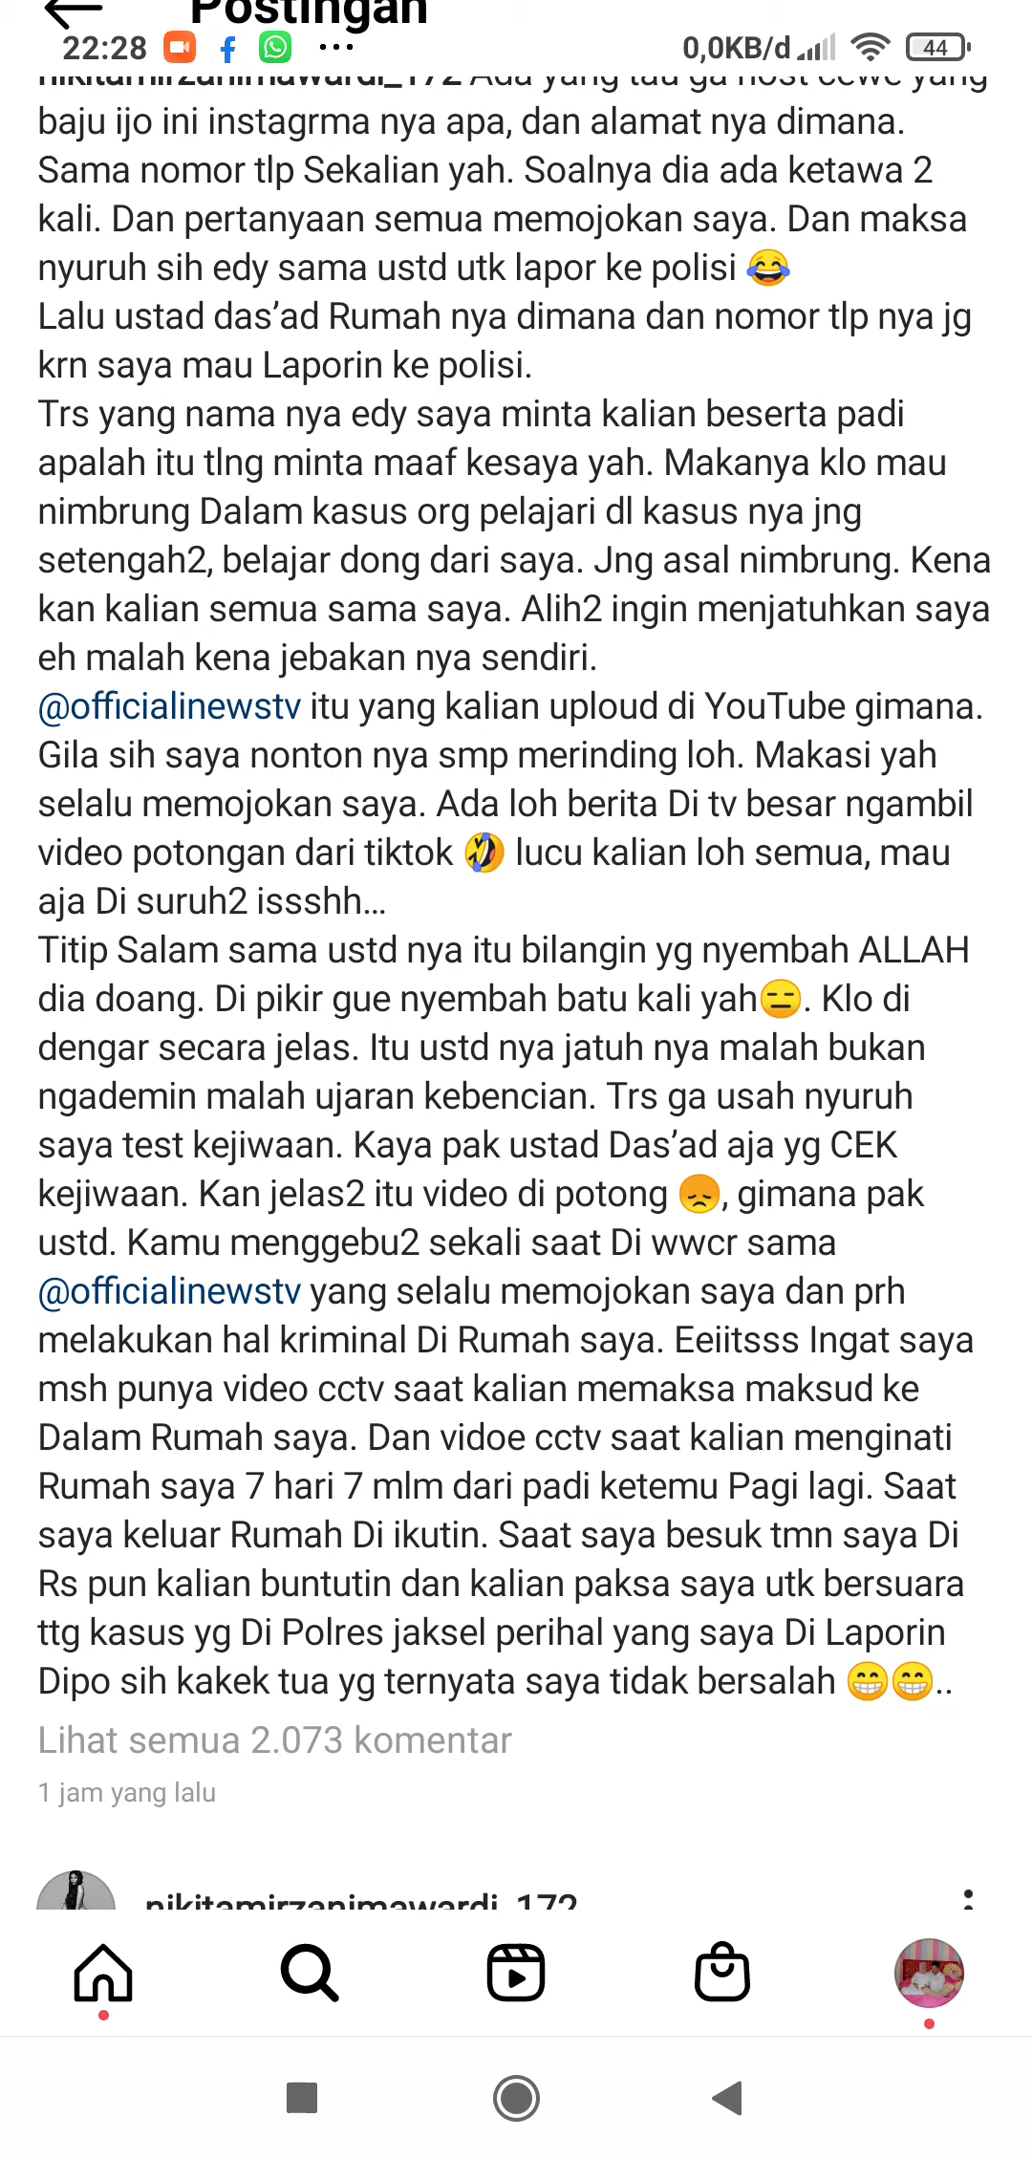 Postingan
22:28 0,0KB/d 44
nikitamirzanimawardi_172 Ada yang tau ga host cewe yang
baju ijo ini instagrma nya apa, dan alamat nya dimana.
Sama nomor tlp Sekalian yah. Soalnya dia ada ketawa 2
kali. Dan pertanyaan semua memojokan saya. Dan maksa
nyuruh sih edy sama ustd utk lapor ke polisi 😂
Lalu ustad das’ad Rumah nya dimana dan nomor tlp nya jg
krn saya mau Laporin ke polisi.
Trs yang nama nya edy saya minta kalian beserta padi
apalah itu tlng minta maaf kesaya yah. Makanya klo mau
nimbrung Dalam kasus org pelajari dl kasus nya jng
setengah2, belajar dong dari saya. Jng asal nimbrung. Kena
kan kalian semua sama saya. Alih2 ingin menjatuhkan saya
eh malah kena jebakan nya sendiri.
@officialinewstv itu yang kalian uploud di YouTube gimana.
Gila sih saya nonton nya smp merinding loh. Makasi yah
selalu memojokan saya. Ada loh berita Di tv besar ngambil
video potongan dari tiktok 🤣 lucu kalian loh semua, mau
aja Di suruh2 issshh...
Titip Salam sama ustd nya itu bilangin yg nyembah ALLAH
dia doang. Di pikir gue nyembah batu kali yah😑. Klo di
dengar secara jelas. Itu ustd nya jatuh nya malah bukan
ngademin malah ujaran kebencian. Trs ga usah nyuruh
saya test kejiwaan. Kaya pak ustad Das’ad aja yg CEK
kejiwaan. Kan jelas2 itu video di potong 😞, gimana pak
ustd. Kamu menggebu2 sekali saat Di wwcr sama
@officialinewstv yang selalu memojokan saya dan prh
melakukan hal kriminal Di Rumah saya. Eeiitsss Ingat saya
msh punya video cctv saat kalian memaksa maksud ke
Dalam Rumah saya. Dan vidoe cctv saat kalian menginati
Rumah saya 7 hari 7 mlm dari padi ketemu Pagi lagi. Saat
saya keluar Rumah Di ikutin. Saat saya besuk tmn saya Di
Rs pun kalian buntutin dan kalian paksa saya utk bersuara
ttg kasus yg Di Polres jaksel perihal yang saya Di Laporin
Dipo sih kakek tua yg ternyata saya tidak bersalah 😁😁..
Lihat semua 2.073 komentar
1 jam yang lalu
nikitamirzanimawardi_172